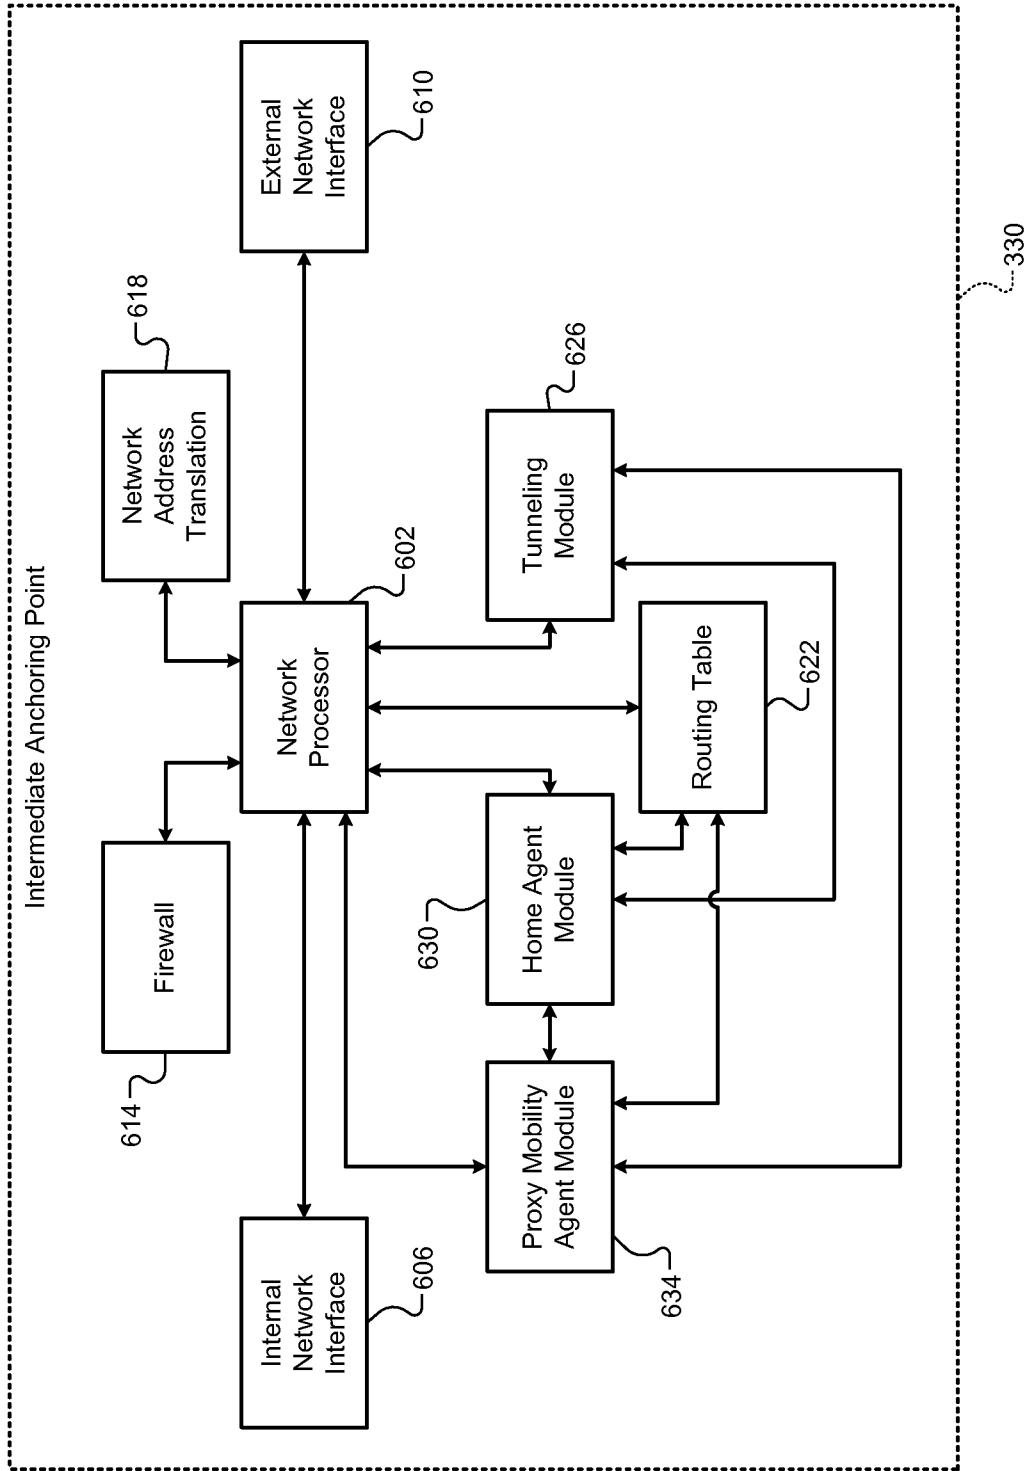 Intermediate Anchoring Point
614
Firewall
Network
Address
Translation
618
Internal
Network
Interface
606
Network
Processor
602
External
Network
Interface
610
Proxy Mobility
Agent Module
634
630
Home Agent
Module
Tunneling
Module
626
Routing Table
622
330